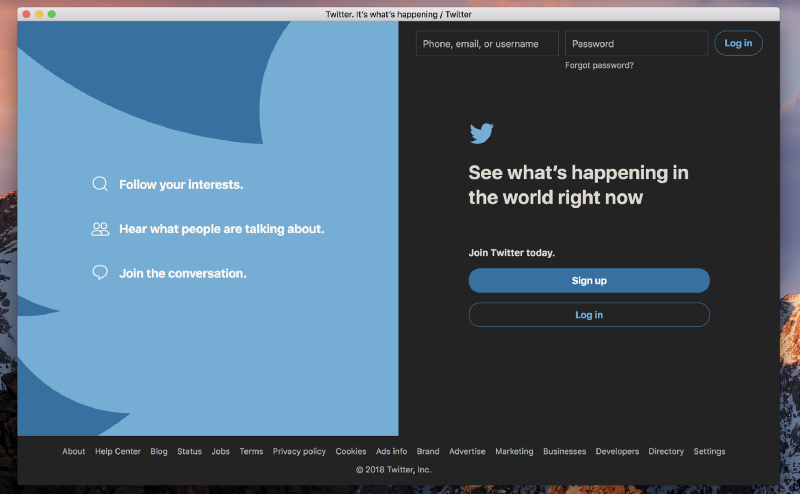 Twitter. It's what's happening / Twitter
Phone, email, or username
Password
Log in
Forgot password?
Follow your interests.
Hear what people are talking about.
Join the conversation.
See what's happening in
the world right now
Join Twitter today.
Sign up
Log in
About Help Center Blog Status Jobs Terms Privacy policy Cookies Ads info Brand Advertise Marketing Businesses Developers Directory Settings
© 2018 Twitter, Inc.